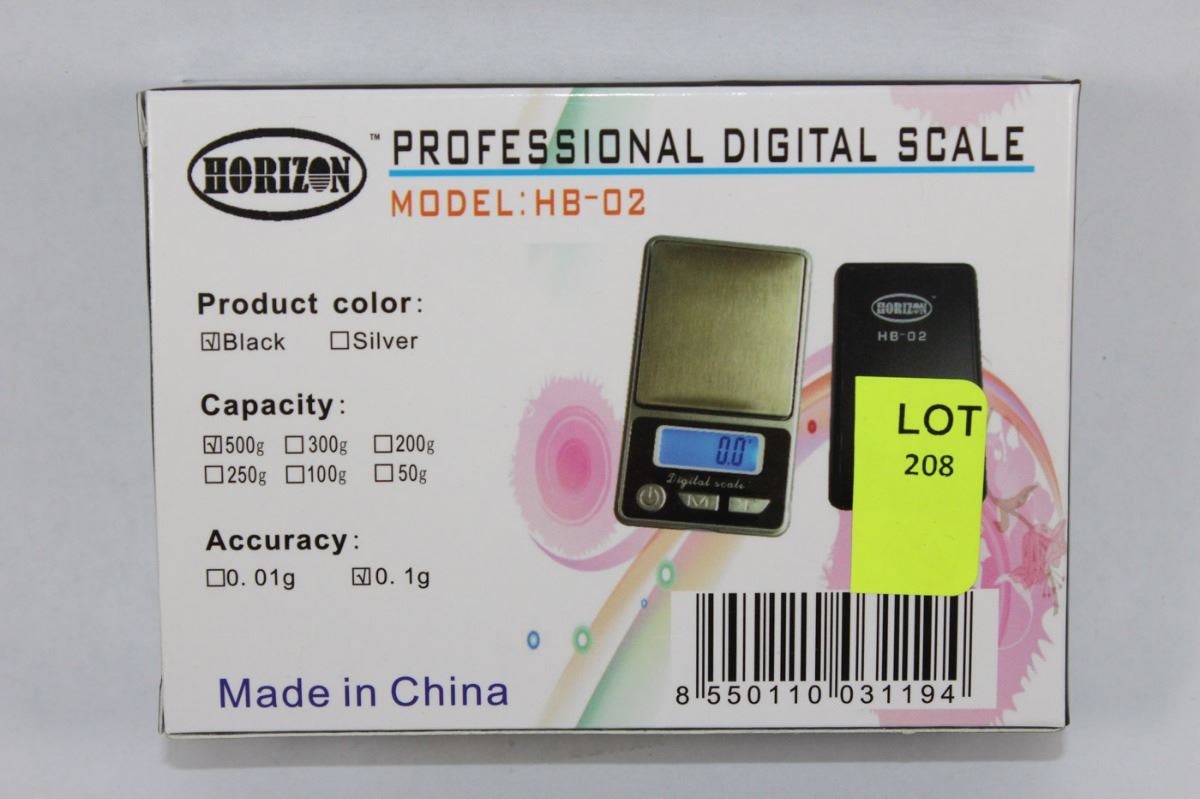 HORIZON ™
PROFESSIONAL DIGITAL SCALE
MODEL:HB-02
Product color:
☑Black ☐Silver
Capacity:
☑500g ☐300g ☐200g
☐250g ☐100g ☐50g
Accuracy:
☐0.01g ☑0.1g
Made in China
0.0
Digital scale
M
HORIZON
HB-02
LOT
208
8 550110 031194